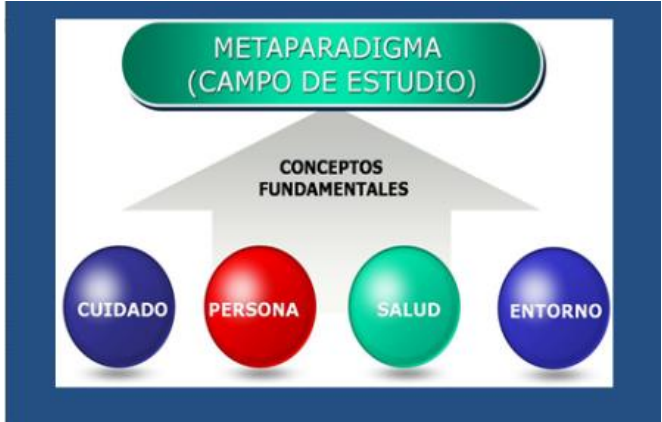 METAPARADIGMA
(CAMPO DE ESTUDIO)
CONCEPTOS
FUNDAMENTALES
CUIDADO
PERSONA
SALUD
ENTORNO